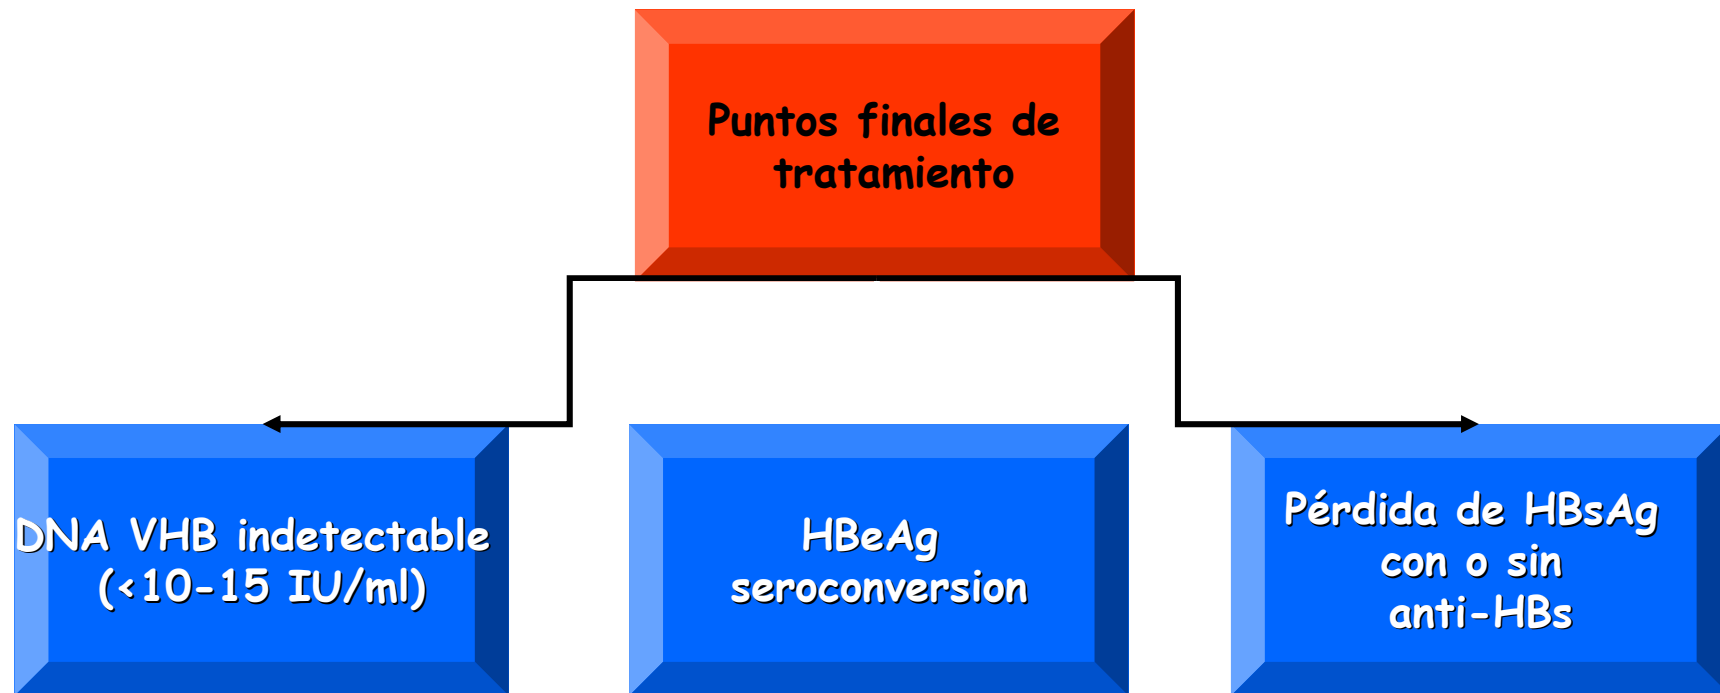 Puntos finales de
tratamiento
DNA VHB indetectable
(<10-15 IU/ml)
HBeAg
seroconversion
Pérdida de HBsAg
con o sin
anti-HBs